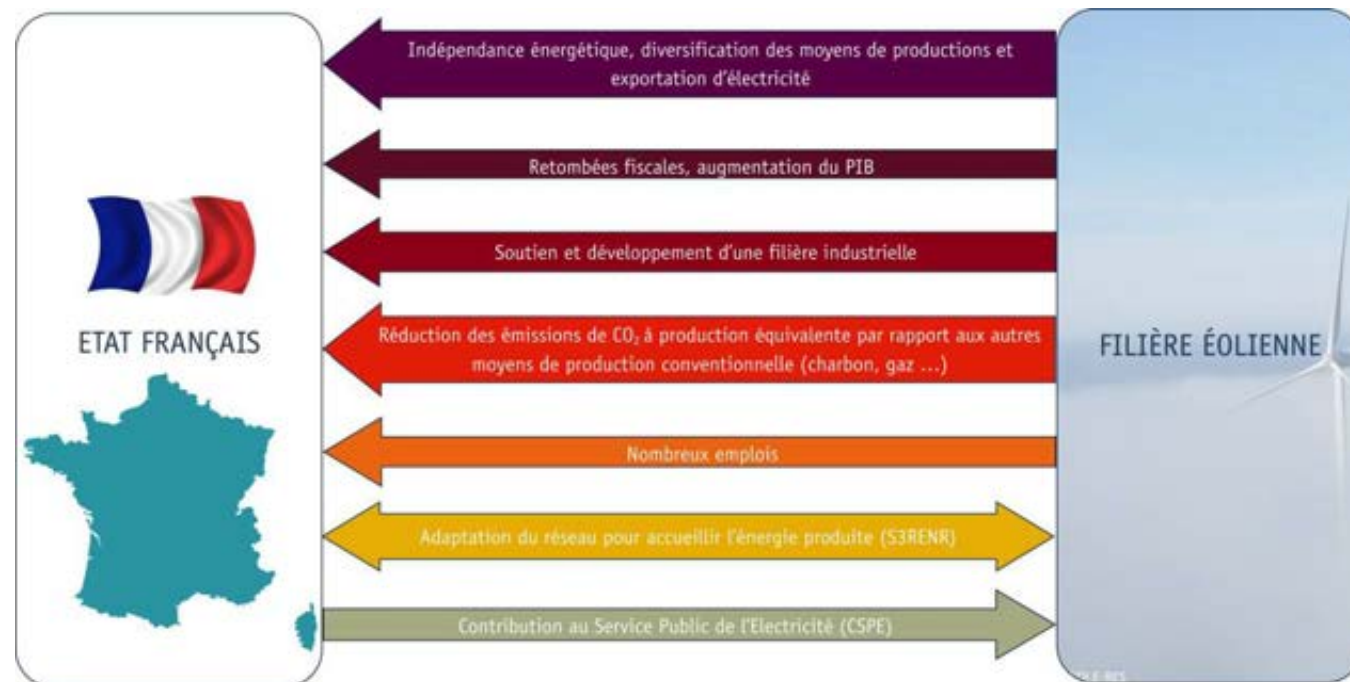 Indépendance énergétique, diversification des moyens de productions et
exportation d'électricité
Retombées fiscales, augmentation du PIB
Soutien et développement d'une filière industrielle
ETAT FRANÇAIS
Réduction des émissions de CO₂ à production équivalente par rapport aux autres
moyens de production conventionnelle (charbon, gaz ...)
FILIÈRE ÉOLIENNE
Nombreux emplois
Adaptation du réseau pour accueillir l'énergie produite (S3RENR)
Contribution au Service Public de l'Electricité (CSPE)